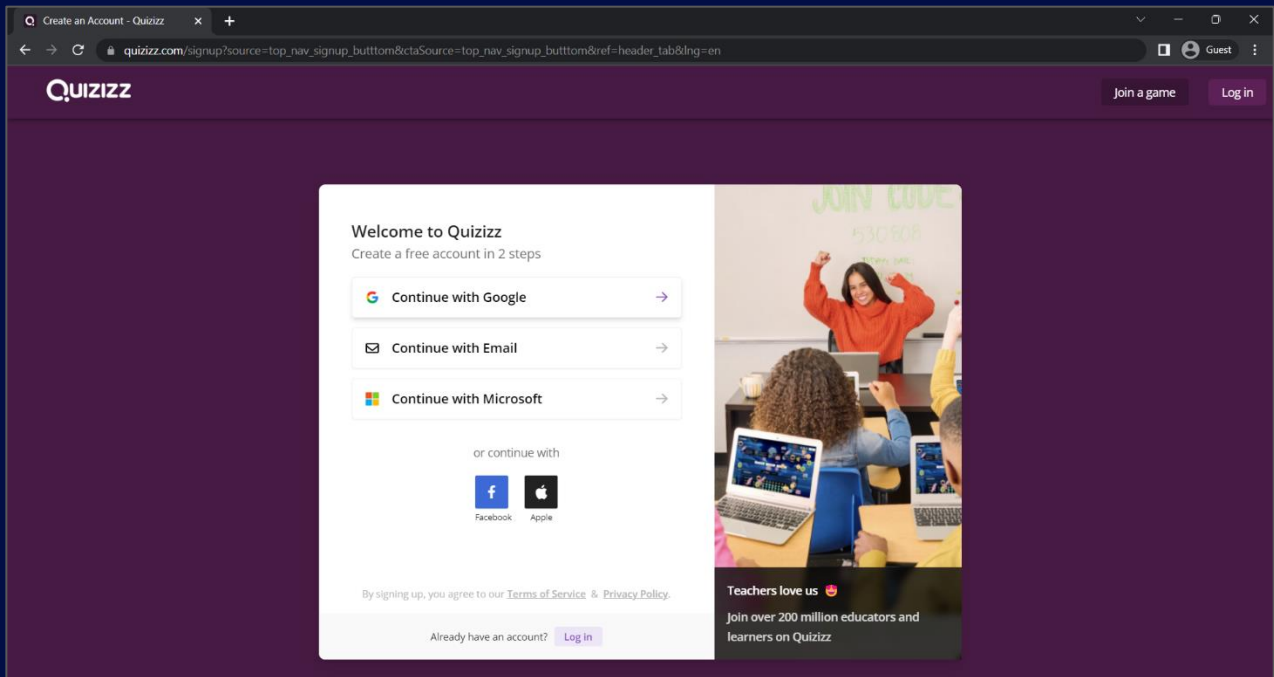 Create an Account - Quizizz
quizizz.com/signup?source=top_nav_signup_butttom&ctaSource=top_nav_signup_butttom&ref=header_tab&lng=en
Guest
QUIZIZZ
Join a game
Log in
Welcome to Quizizz
Create a free account in 2 steps
Continue with Google
Continue with Email
Continue with Microsoft
or continue with
Facebook
Apple
By signing up, you agree to our Terms of Service & Privacy Policy.
Already have an account? Log in
JOIN CODE
530808
Teachers love us
Join over 200 million educators and
learners on Quizizz